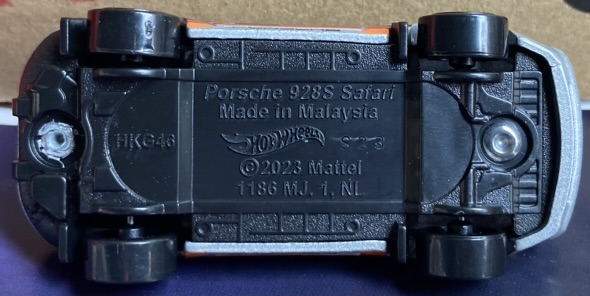 Porsche 928S Safari
Made in Malaysia
HKG46
HOT WHEELS
©2023 Mattel
1186 MJ, 1, NL